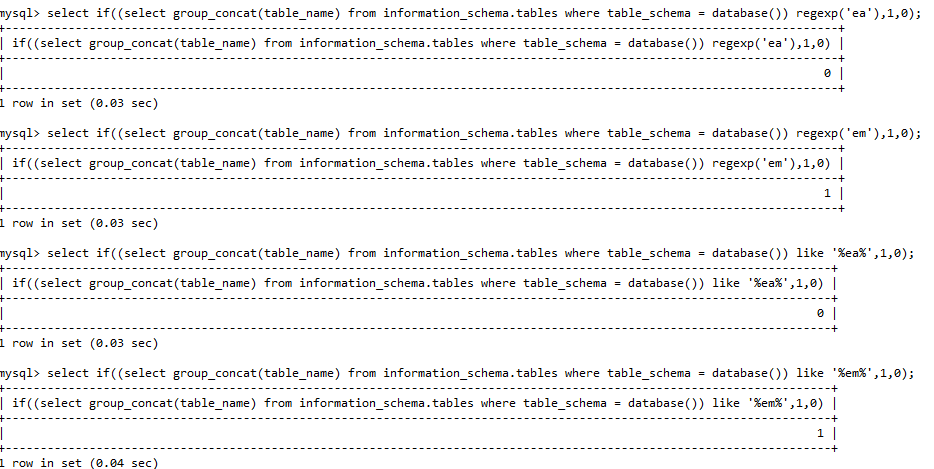 mysql> select if((select group_concat(table_name) from information_schema.tables where table_schema = database()) regexp('ea'),1,0);
+----------------------------------------------------------------------------------------------------------------------+
| if((select group_concat(table_name) from information_schema.tables where table_schema = database()) regexp('ea'),1,0) |
+----------------------------------------------------------------------------------------------------------------------+
| 0 |
+----------------------------------------------------------------------------------------------------------------------+
1 row in set (0.03 sec)
mysql> select if((select group_concat(table_name) from information_schema.tables where table_schema = database()) regexp('em'),1,0);
+----------------------------------------------------------------------------------------------------------------------+
| if((select group_concat(table_name) from information_schema.tables where table_schema = database()) regexp('em'),1,0) |
+----------------------------------------------------------------------------------------------------------------------+
| 1 |
+----------------------------------------------------------------------------------------------------------------------+
1 row in set (0.03 sec)
mysql> select if((select group_concat(table_name) from information_schema.tables where table_schema = database()) like '%ea%',1,0);
+---------------------------------------------------------------------------------------------------------------------+
| if((select group_concat(table_name) from information_schema.tables where table_schema = database()) like '%ea%',1,0) |
+---------------------------------------------------------------------------------------------------------------------+
| 0 |
+---------------------------------------------------------------------------------------------------------------------+
1 row in set (0.03 sec)
mysql> select if((select group_concat(table_name) from information_schema.tables where table_schema = database()) like '%em%',1,0);
+---------------------------------------------------------------------------------------------------------------------+
| if((select group_concat(table_name) from information_schema.tables where table_schema = database()) like '%em%',1,0) |
+---------------------------------------------------------------------------------------------------------------------+
| 1 |
+---------------------------------------------------------------------------------------------------------------------+
1 row in set (0.04 sec)